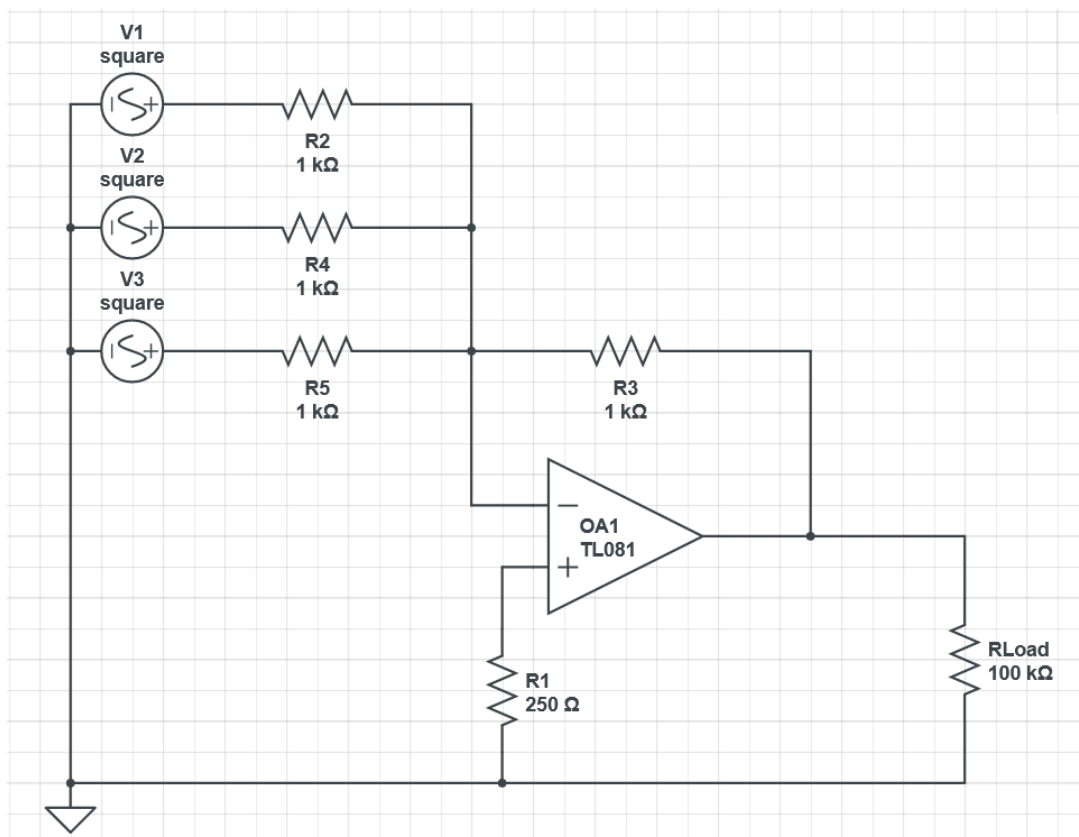 V1
square
R2
1 kΩ
V2
square
R4
1 kΩ
V3
square
R5
1 kΩ
R3
1 kΩ
OA1
TL081
R1
250 Ω
RLoad
100 kΩ